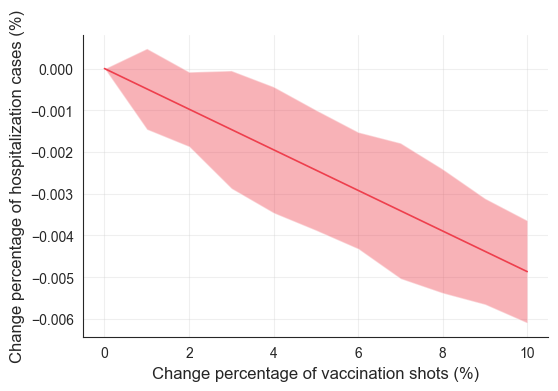 Change percentage of hospitalization cases (%)
0.000
−0.001
−0.002
−0.003
−0.004
−0.005
−0.006
0 2 4 6 8 10
Change percentage of vaccination shots (%)